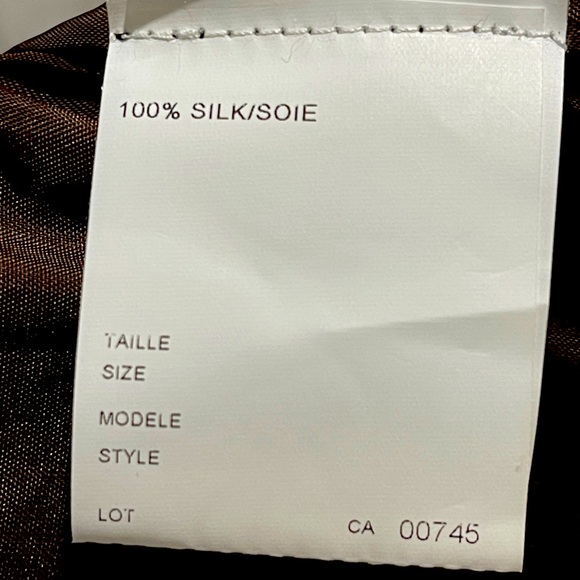 100% SILK/SOIE
TAILLE
SIZE
MODELE
STYLE
LOT CA 00745